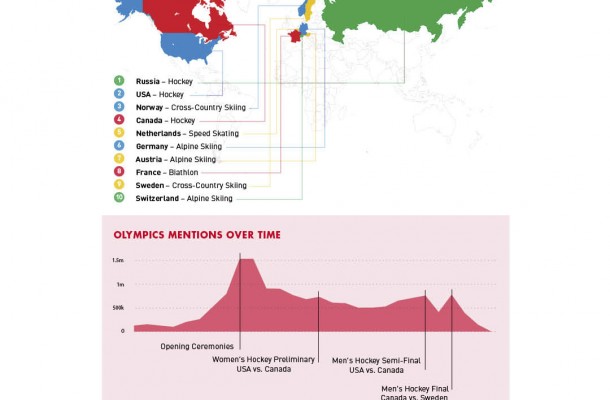 1 Russia – Hockey
2 USA – Hockey
3 Norway – Cross-Country Skiing
4 Canada – Hockey
5 Netherlands – Speed Skating
6 Germany – Alpine Skiing
7 Austria – Alpine Skiing
8 France – Biathlon
9 Sweden – Cross-Country Skiing
10 Switzerland – Alpine Skiing
OLYMPICS MENTIONS OVER TIME
1.5m
1m
500k
0
Opening Ceremonies
Women's Hockey Preliminary
USA vs. Canada
Men's Hockey Semi-Final
USA vs. Canada
Men's Hockey Final
Canada vs. Sweden